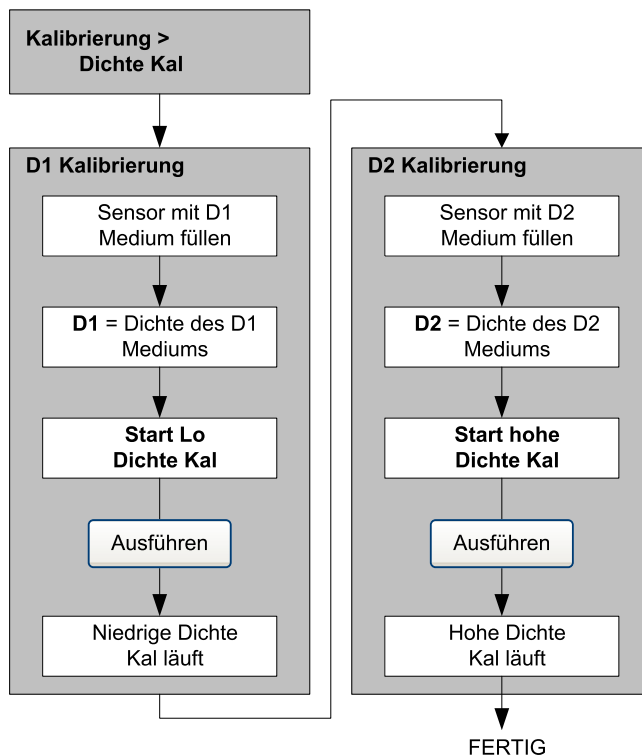 Kalibrierung >
Dichte Kal
D1 Kalibrierung
Sensor mit D1
Medium füllen
D1 = Dichte des D1
Mediums
Start Lo
Dichte Kal
Ausführen
Niedrige Dichte
Kal läuft
D2 Kalibrierung
Sensor mit D2
Medium füllen
D2 = Dichte des D2
Mediums
Start hohe
Dichte Kal
Ausführen
Hohe Dichte
Kal läuft
FERTIG